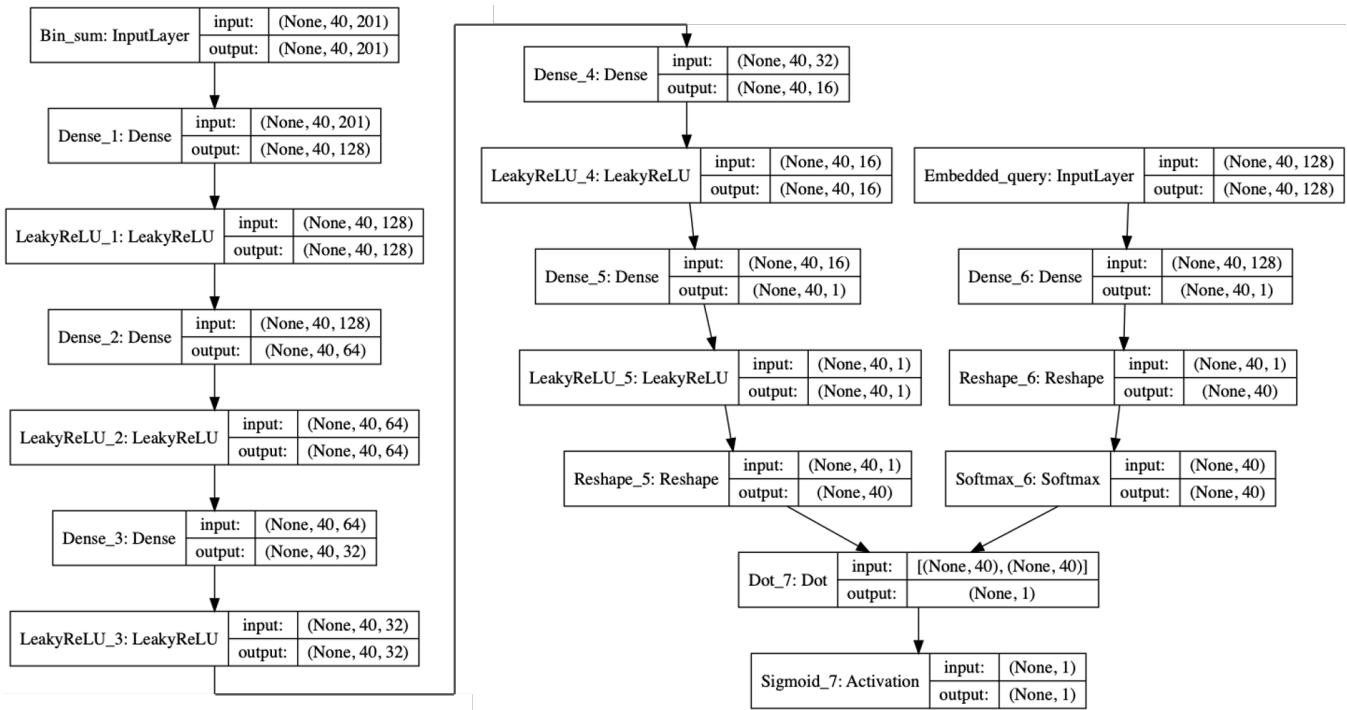 Bin_sum: InputLayer
input: (None, 40, 201)
output: (None, 40, 201)
Dense_1: Dense
input: (None, 40, 201)
output: (None, 40, 128)
LeakyReLU_1: LeakyReLU
input: (None, 40, 128)
output: (None, 40, 128)
Dense_2: Dense
input: (None, 40, 128)
output: (None, 40, 64)
LeakyReLU_2: LeakyReLU
input: (None, 40, 64)
output: (None, 40, 64)
Dense_3: Dense
input: (None, 40, 64)
output: (None, 40, 32)
LeakyReLU_3: LeakyReLU
input: (None, 40, 32)
output: (None, 40, 32)
Dense_4: Dense
input: (None, 40, 32)
output: (None, 40, 16)
LeakyReLU_4: LeakyReLU
input: (None, 40, 16)
output: (None, 40, 16)
Dense_5: Dense
input: (None, 40, 16)
output: (None, 40, 1)
LeakyReLU_5: LeakyReLU
input: (None, 40, 1)
output: (None, 40, 1)
Reshape_5: Reshape
input: (None, 40, 1)
output: (None, 40)
Embedded_query: InputLayer
input: (None, 40, 128)
output: (None, 40, 128)
Dense_6: Dense
input: (None, 40, 128)
output: (None, 40, 1)
Reshape_6: Reshape
input: (None, 40, 1)
output: (None, 40)
Softmax_6: Softmax
input: (None, 40)
output: (None, 40)
Dot_7: Dot
input: [(None, 40), (None, 40)]
output: (None, 1)
Sigmoid_7: Activation
input: (None, 1)
output: (None, 1)